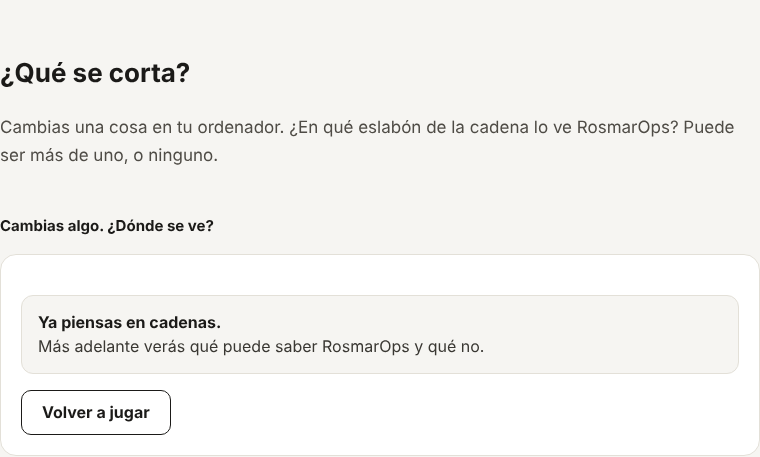 ¿Qué se corta?
Cambias una cosa en tu ordenador. ¿En qué eslabón de la cadena lo ve RosmarOps? Puede
ser más de uno, o ninguno.
Cambias algo. ¿Dónde se ve?
Ya piensas en cadenas.
Más adelante verás qué puede saber RosmarOps y qué no.
Volver a jugar